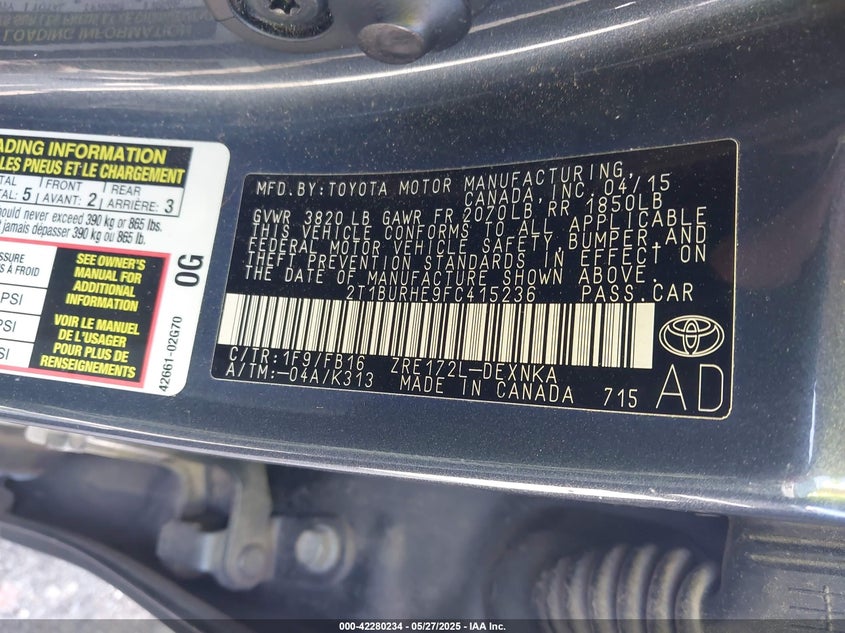 LOADING INFORMATION
ADING INFORMATION
LES PNEUS ET LE CHARGEMENT
TAL 5 FRONT 2 REAR 3
TAL: AVANT: ARRIÈRE:
ould never exceed 390 kg or 865 lbs.
jamais dépasser 390 kg ou 865 lb.
ESSURE
S À FROID
PSI
PSI
SI
SEE OWNER'S
MANUAL FOR
ADDITIONAL
INFORMATION
VOIR LE MANUEL
DE L'USAGER
POUR PLUS DE
RENSEIGNEMENTS
0G
42661-02G70
MFD. BY: TOYOTA MOTOR MANUFACTURING,
CANADA, INC. 04/15
GVWR 3820 LB GAWR FR 2070LB, RR 1850LB
THIS VEHICLE CONFORMS TO ALL APPLICABLE
FEDERAL MOTOR VEHICLE SAFETY, BUMPER, AND
THEFT PREVENTION STANDARDS IN EFFECT ON
THE DATE OF MANUFACTURE SHOWN ABOVE.
2T1BURHE9FC415236 PASS. CAR
C/TR: 1F9/FB16 ZRE172L-DEXNKA
A/TM: -04A/K313 MADE IN CANADA 715
AD
000-42280234 - 05/27/2025 - IAA Inc.